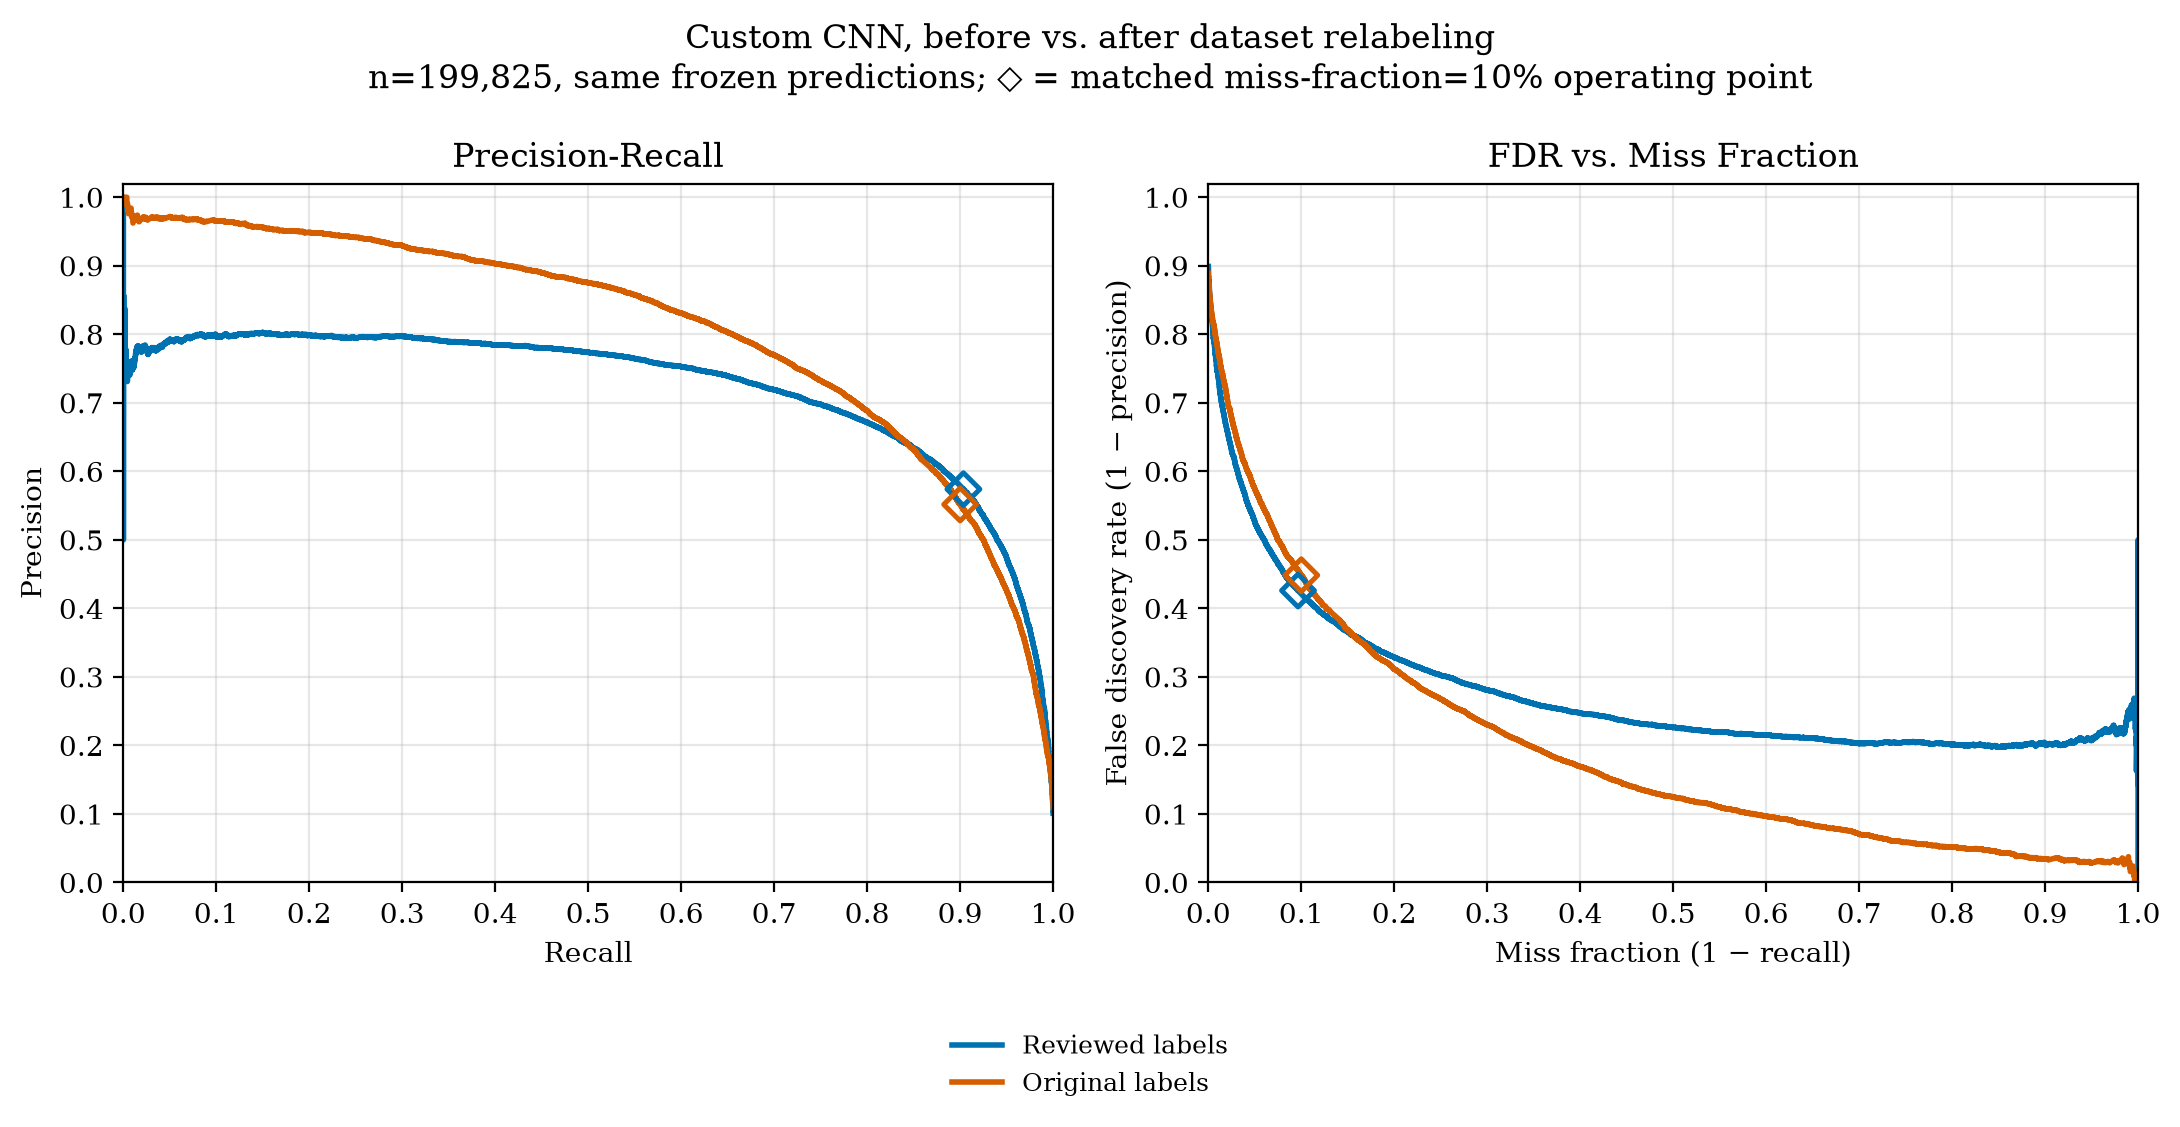 Custom CNN, before vs. after dataset relabeling
n=199,825, same frozen predictions; ◇ = matched miss-fraction=10% operating point
Precision-Recall
1.0
0.9
0.8
0.7
0.6
0.5
0.4
0.3
0.2
0.1
0.0
Precision
0.0 0.1 0.2 0.3 0.4 0.5 0.6 0.7 0.8 0.9 1.0
Recall
FDR vs. Miss Fraction
1.0
0.9
0.8
0.7
0.6
0.5
0.4
0.3
0.2
0.1
0.0
False discovery rate (1 − precision)
0.0 0.1 0.2 0.3 0.4 0.5 0.6 0.7 0.8 0.9 1.0
Miss fraction (1 − recall)
Reviewed labels
Original labels